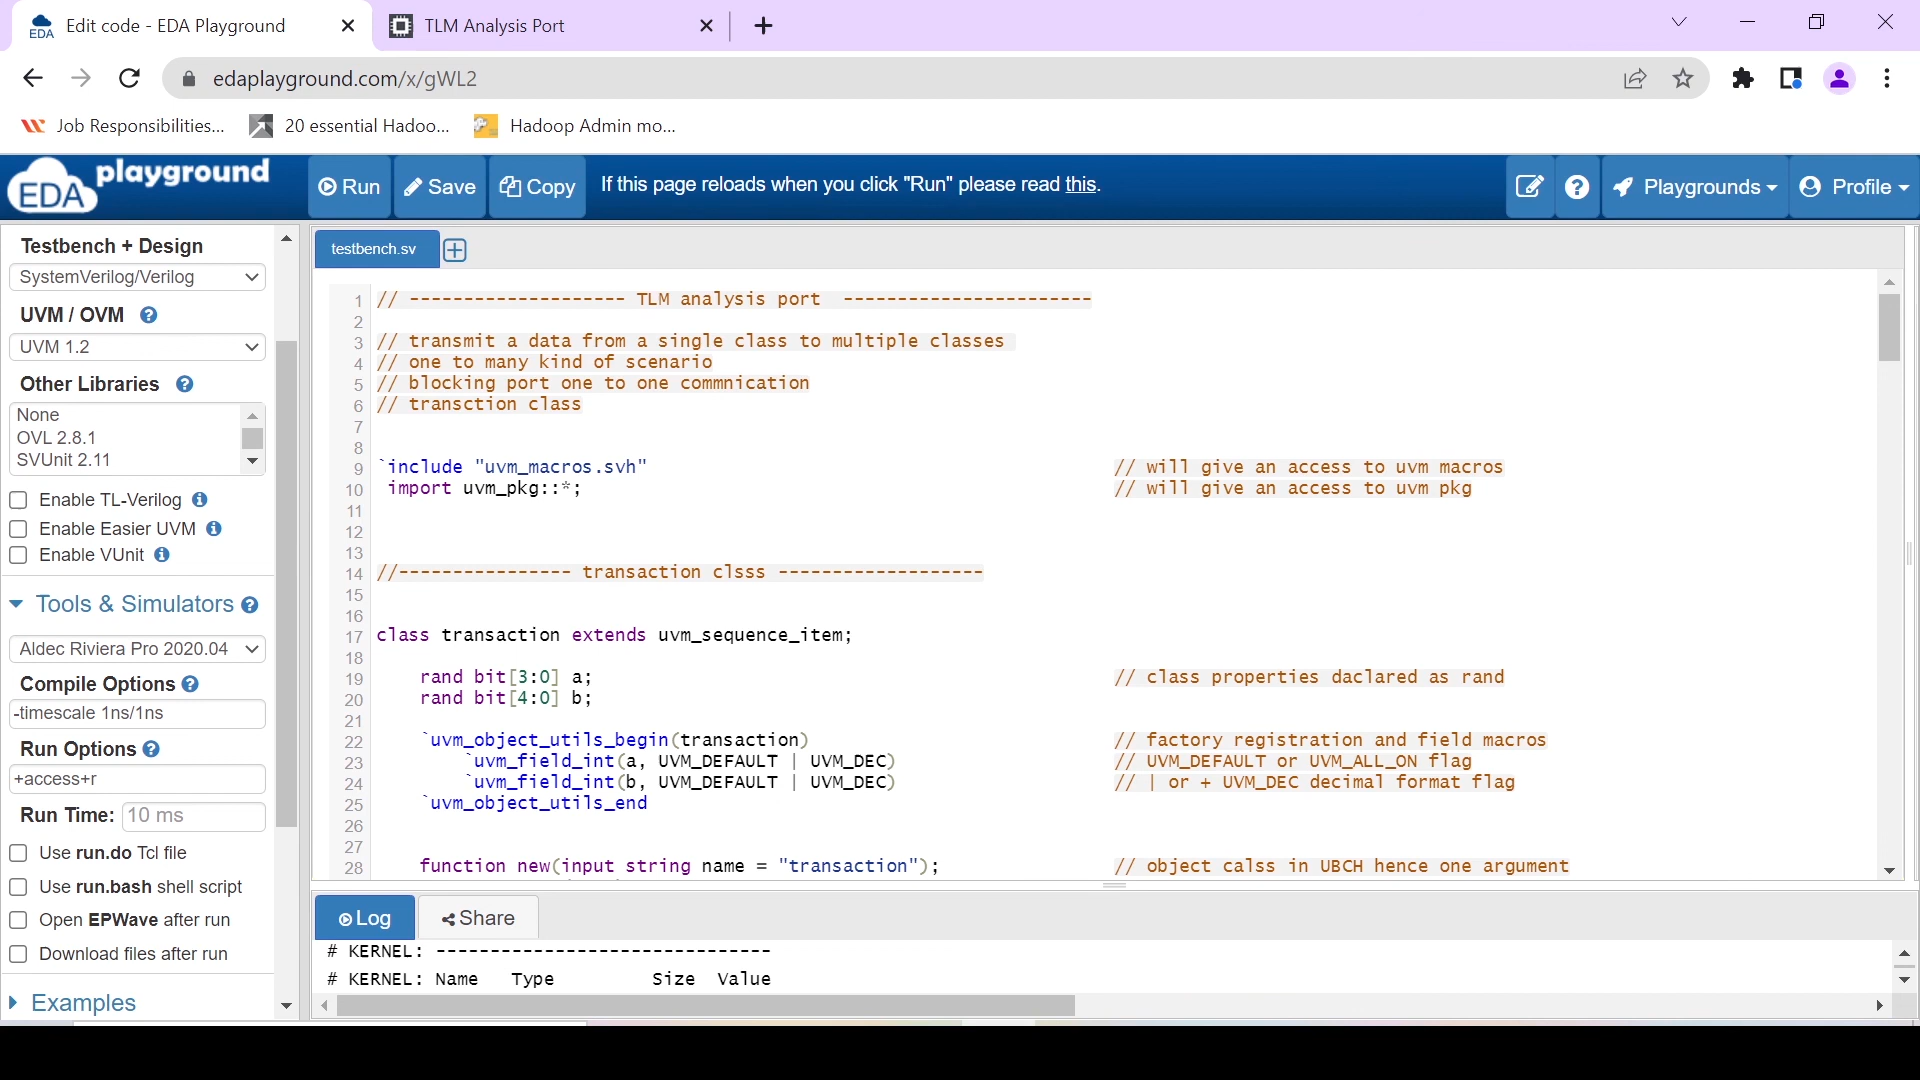 Edit code - EDA Playground
TLM Analysis Port
edaplayground.com/x/gWL2
Job Responsibilities...
20 essential Hadoo...
Hadoop Admin mo...
EDA playground
Run
Save
Copy
If this page reloads when you click "Run" please read this.
Playgrounds
Profile
Testbench + Design
SystemVerilog/Verilog
UVM / OVM
UVM 1.2
Other Libraries
None
OVL 2.8.1
SVUnit 2.11
Enable TL-Verilog
Enable Easier UVM
Enable VUnit
Tools & Simulators
Aldec Riviera Pro 2020.04
Compile Options
-timescale 1ns/1ns
Run Options
+access+r
Run Time: 10 ms
Use run.do Tcl file
Use run.bash shell script
Open EPWave after run
Download files after run
Examples
testbench.sv
1 // -------------------- TLM analysis port -----------------------
2
3 // transmit a data from a single class to multiple classes
4 // one to many kind of scenario
5 // blocking port one to one commnication
6 // transction class
7
8
9 `include "uvm_macros.svh" // will give an access to uvm macros
10 import uvm_pkg::*; // will give an access to uvm pkg
11
12
13
14 //---------------- transaction clsss -------------------
15
16
17 class transaction extends uvm_sequence_item;
18
19 rand bit[3:0] a; // class properties daclared as rand
20 rand bit[4:0] b;
21
22 `uvm_object_utils_begin(transaction) // factory registration and field macros
23 `uvm_field_int(a, UVM_DEFAULT | UVM_DEC) // UVM_DEFAULT or UVM_ALL_ON flag
24 `uvm_field_int(b, UVM_DEFAULT | UVM_DEC) // | or + UVM_DEC decimal format flag
25 `uvm_object_utils_end
26
27
28 function new(input string name = "transaction"); // object calss in UBCH hence one argument
Log
Share
# KERNEL: -------------------------------
# KERNEL: Name Type Size Value